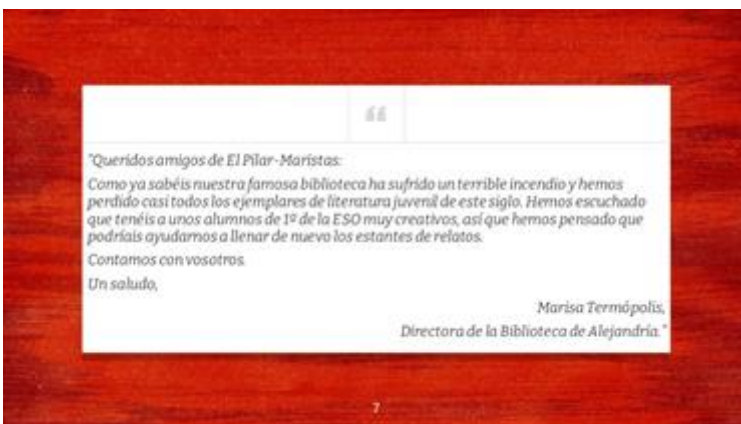 “
"Queridos amigos de El Pilar-Maristas:
Como ya sabéis nuestra famosa biblioteca ha sufrido un terrible incendio y hemos
perdido casi todos los ejemplares de literatura juvenil de este siglo. Hemos escuchado
que tenéis a unos alumnos de 1º de la ESO muy creativos, así que hemos pensado que
podríais ayudarnos a llenar de nuevo los estantes de relatos.
Contamos con vosotros.
Un saludo,
Marisa Termópolis,
Directora de la Biblioteca de Alejandría."
7